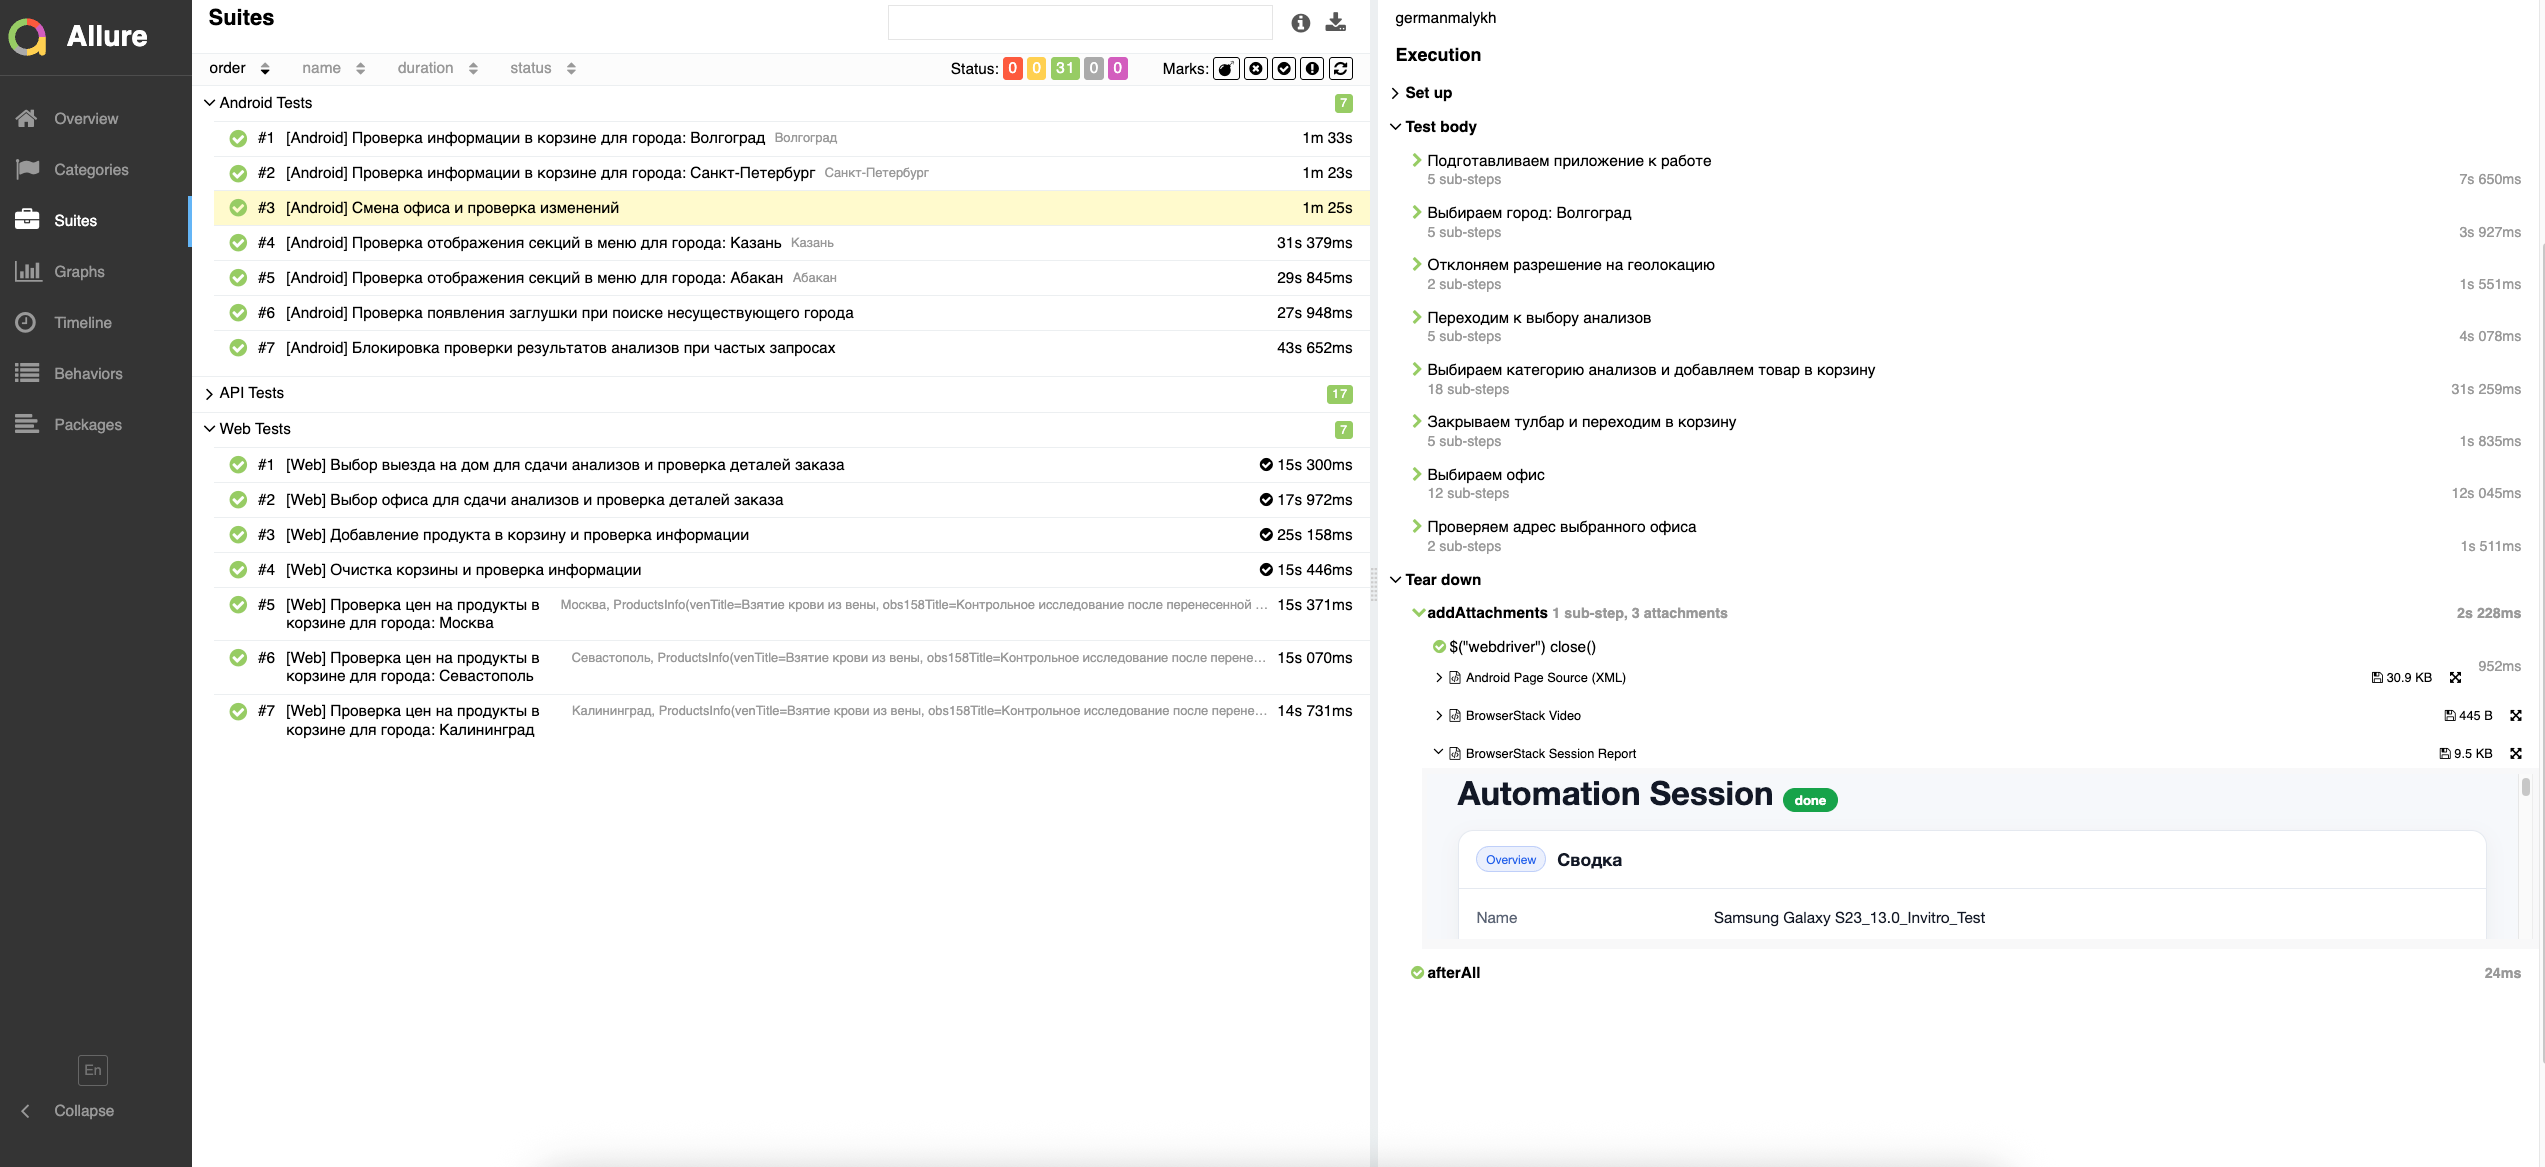 Allure
Overview
Categories
Suites
Graphs
Timeline
Behaviors
Packages
En
Collapse
Suites
order name duration status
Status: 0 0 31 0 0 Marks:
Android Tests 7
#1 [Android] Проверка информации в корзине для города: Волгоград Волгоград 1m 33s
#2 [Android] Проверка информации в корзине для города: Санкт-Петербург Санкт-Петербург 1m 23s
#3 [Android] Смена офиса и проверка изменений 1m 25s
#4 [Android] Проверка отображения секций в меню для города: Казань Казань 31s 379ms
#5 [Android] Проверка отображения секций в меню для города: Абакан Абакан 29s 845ms
#6 [Android] Проверка появления заглушки при поиске несуществующего города 27s 948ms
#7 [Android] Блокировка проверки результатов анализов при частых запросах 43s 652ms
API Tests 17
Web Tests 7
#1 [Web] Выбор выезда на дом для сдачи анализов и проверка деталей заказа 15s 300ms
#2 [Web] Выбор офиса для сдачи анализов и проверка деталей заказа 17s 972ms
#3 [Web] Добавление продукта в корзину и проверка информации 25s 158ms
#4 [Web] Очистка корзины и проверка информации 15s 446ms
#5 [Web] Проверка цен на продукты в Москва, ProductsInfo(venTitle=Взятие крови из вены, obs158Title=Контрольное исследование после перенесенной ... 15s 371ms
корзине для города: Москва
#6 [Web] Проверка цен на продукты в Севастополь, ProductsInfo(venTitle=Взятие крови из вены, obs158Title=Контрольное исследование после перене... 15s 070ms
корзине для города: Севастополь
#7 [Web] Проверка цен на продукты в Калининград, ProductsInfo(venTitle=Взятие крови из вены, obs158Title=Контрольное исследование после перене... 14s 731ms
корзине для города: Калининград
germanmalykh
Execution
Set up
Test body
Подготавливаем приложение к работе
5 sub-steps 7s 650ms
Выбираем город: Волгоград
5 sub-steps 3s 927ms
Отклоняем разрешение на геолокацию
2 sub-steps 1s 551ms
Переходим к выбору анализов
5 sub-steps 4s 078ms
Выбираем категорию анализов и добавляем товар в корзину
18 sub-steps 31s 259ms
Закрываем тулбар и переходим в корзину
5 sub-steps 1s 835ms
Выбираем офис
12 sub-steps 12s 045ms
Проверяем адрес выбранного офиса
2 sub-steps 1s 511ms
Tear down
addAttachments 1 sub-step, 3 attachments 2s 228ms
$("webdriver") close()
952ms
Android Page Source (XML) 30.9 KB
BrowserStack Video 445 B
BrowserStack Session Report 9.5 KB
Automation Session done
Overview Сводка
Name Samsung Galaxy S23_13.0_Invitro_Test
afterAll 24ms